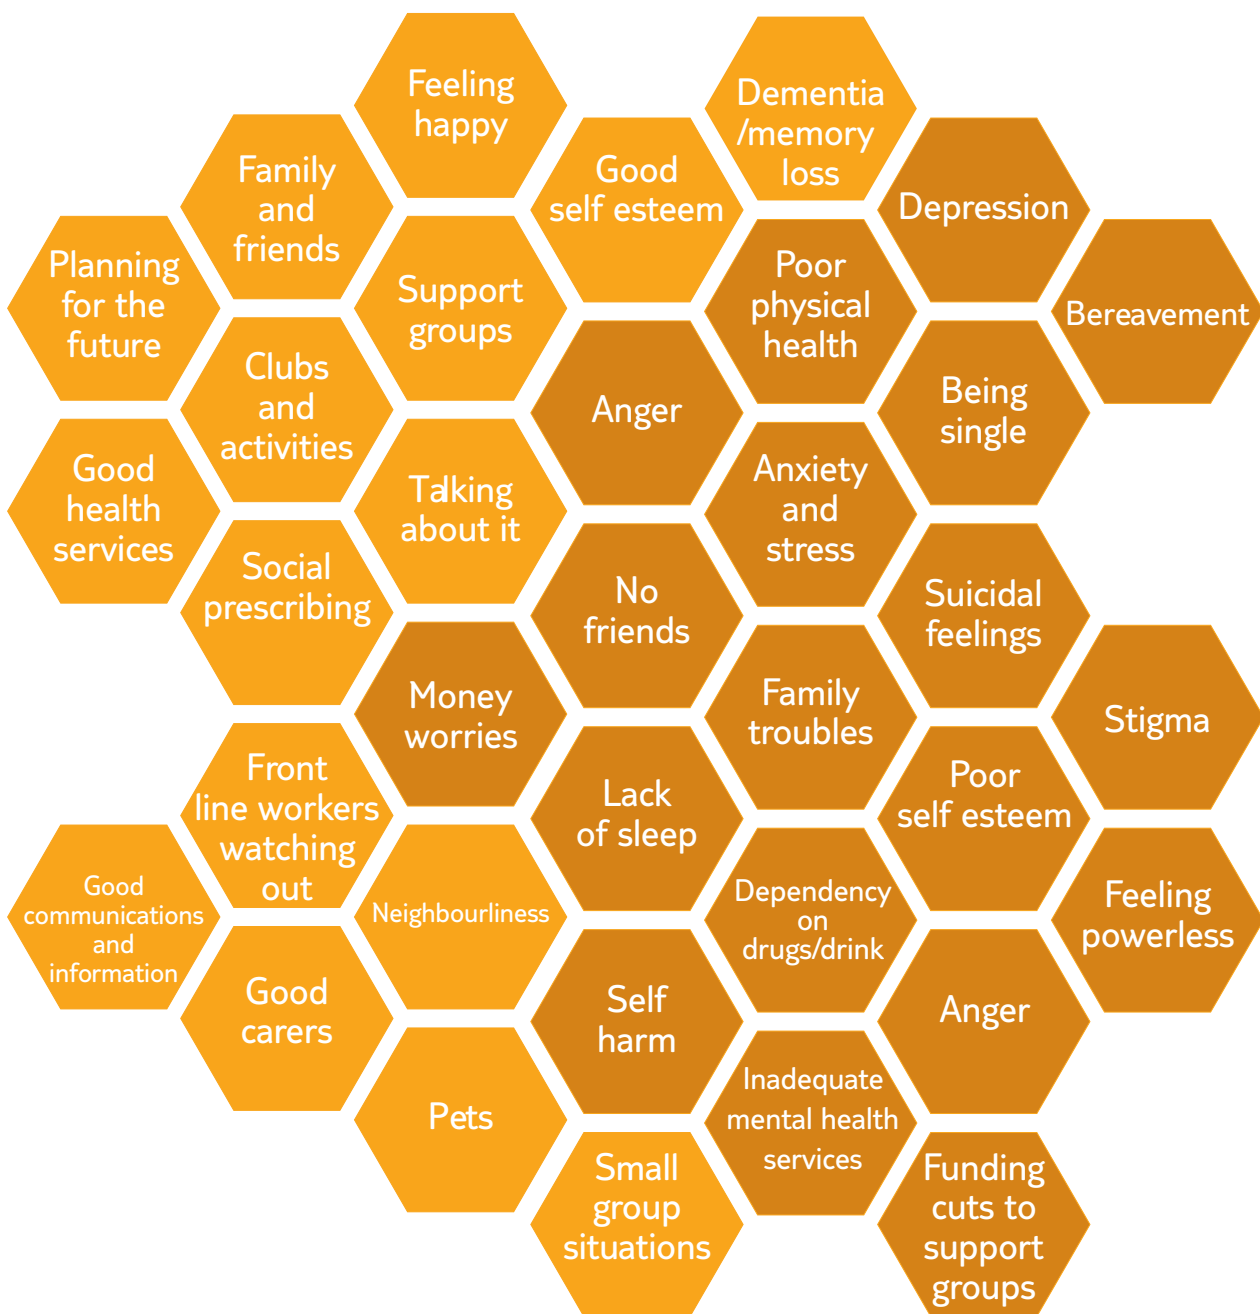 Feeling
happy
Dementia
/memory
loss
Family
and
friends
Good
self esteem
Depression
Planning
for the
future
Support
groups
Poor
physical
health
Bereavement
Clubs
and
activities
Anger
Being
single
Good
health
services
Talking
about it
Anxiety
and
stress
Social
prescribing
No
friends
Suicidal
feelings
Money
worries
Family
troubles
Stigma
Front
line workers
watching
out
Lack
of sleep
Poor
self esteem
Good
communications
and
information
Neighbourliness
Dependency
on
drugs/drink
Feeling
powerless
Good
carers
Self
harm
Anger
Pets
Inadequate
mental health
services
Small
group
situations
Funding
cuts to
support
groups